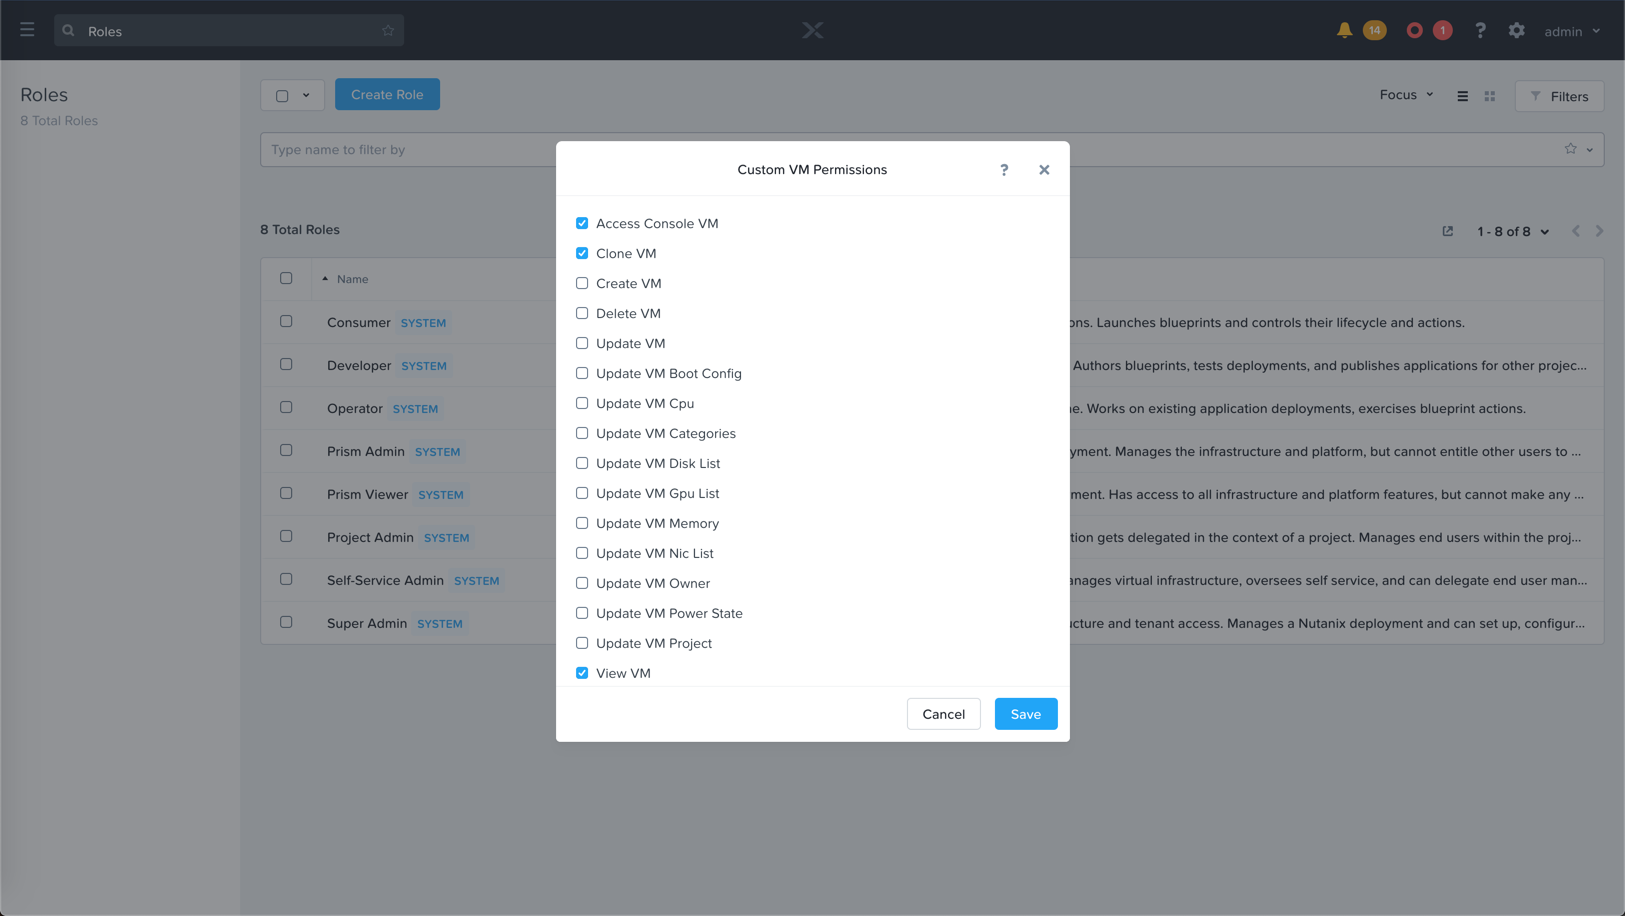 Roles
14
1
?
admin
Roles
8 Total Roles
Create Role
Focus
Filters
Type name to filter by
8 Total Roles
1 - 8 of 8
Name
Consumer SYSTEM
ons. Launches blueprints and controls their lifecycle and actions.
Developer SYSTEM
Authors blueprints, tests deployments, and publishes applications for other projec...
Operator SYSTEM
ne. Works on existing application deployments, exercises blueprint actions.
Prism Admin SYSTEM
yment. Manages the infrastructure and platform, but cannot entitle other users to ...
Prism Viewer SYSTEM
ment. Has access to all infrastructure and platform features, but cannot make any ...
Project Admin SYSTEM
tion gets delegated in the context of a project. Manages end users within the proj...
Self-Service Admin SYSTEM
anages virtual infrastructure, oversees self service, and can delegate end user man...
Super Admin SYSTEM
ucture and tenant access. Manages a Nutanix deployment and can set up, configur...
Custom VM Permissions
?
Access Console VM
Clone VM
Create VM
Delete VM
Update VM
Update VM Boot Config
Update VM Cpu
Update VM Categories
Update VM Disk List
Update VM Gpu List
Update VM Memory
Update VM Nic List
Update VM Owner
Update VM Power State
Update VM Project
View VM
Cancel
Save